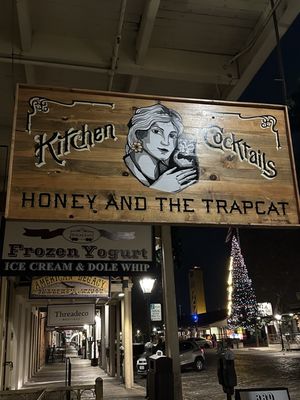 Kitchen Cocktails
HONEY AND THE TRAPCAT
Frozen Yogurt
ICE CREAM & DOLE WHIP
Threadeco